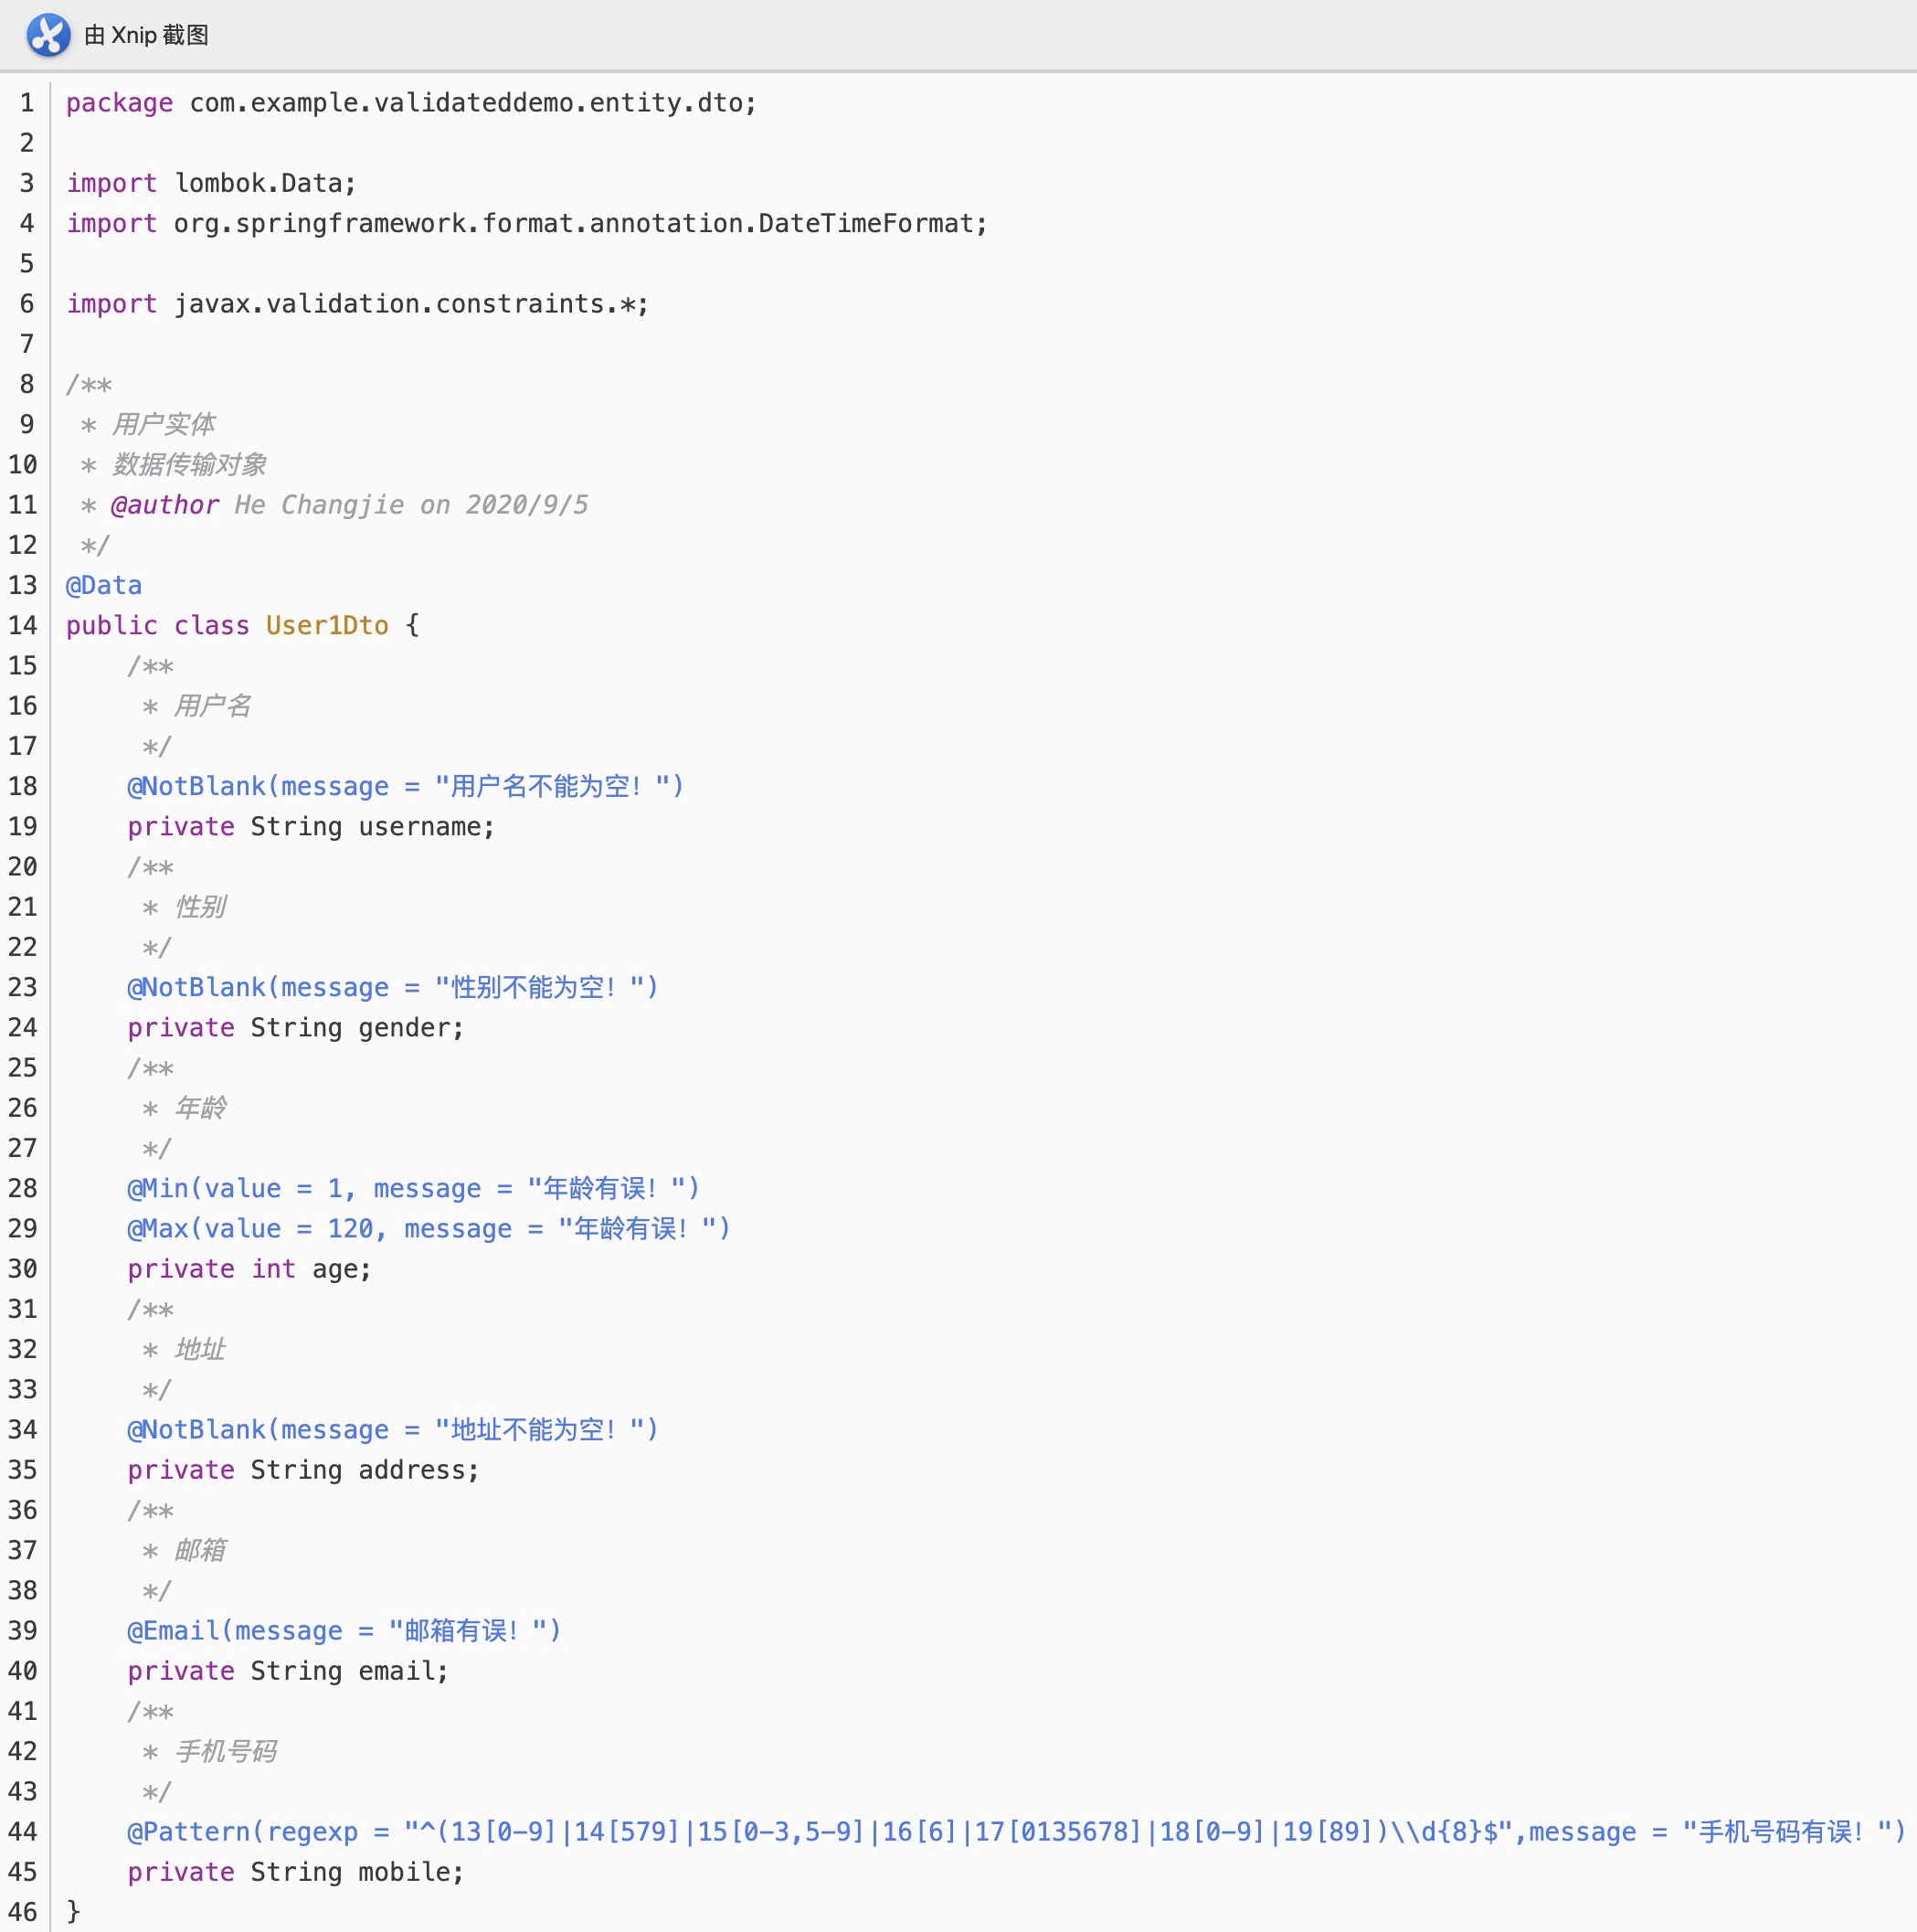 由 Xnip 截图
1 package com.example.validateddemo.entity.dto;
2
3 import lombok.Data;
4 import org.springframework.format.annotation.DateTimeFormat;
5
6 import javax.validation.constraints.*;
7
8 /**
9  * 用户实体
10  * 数据传输对象
11  * @author He Changjie on 2020/9/5
12  */
13 @Data
14 public class User1Dto {
15     /**
16      * 用户名
17      */
18     @NotBlank(message = "用户名不能为空！")
19     private String username;
20     /**
21      * 性别
22      */
23     @NotBlank(message = "性别不能为空！")
24     private String gender;
25     /**
26      * 年龄
27      */
28     @Min(value = 1, message = "年龄有误！")
29     @Max(value = 120, message = "年龄有误！")
30     private int age;
31     /**
32      * 地址
33      */
34     @NotBlank(message = "地址不能为空！")
35     private String address;
36     /**
37      * 邮箱
38      */
39     @Email(message = "邮箱有误！")
40     private String email;
41     /**
42      * 手机号码
43      */
44     @Pattern(regexp = "^(13[0-9]|14[579]|15[0-3,5-9]|16[6]|17[0135678]|18[0-9]|19[89])\\d{8}$",message = "手机号码有误！")
45     private String mobile;
46 }